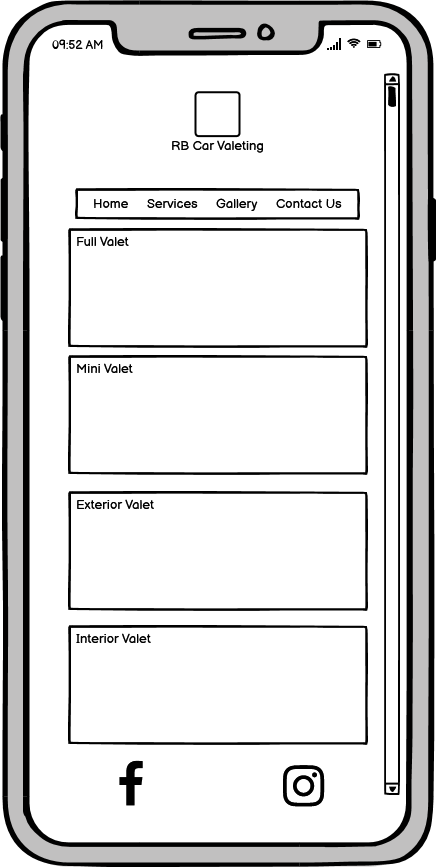 09:52 AM
RB Car Valeting
Home Services Gallery Contact Us
Full Valet
Mini Valet
Exterior Valet
Interior Valet